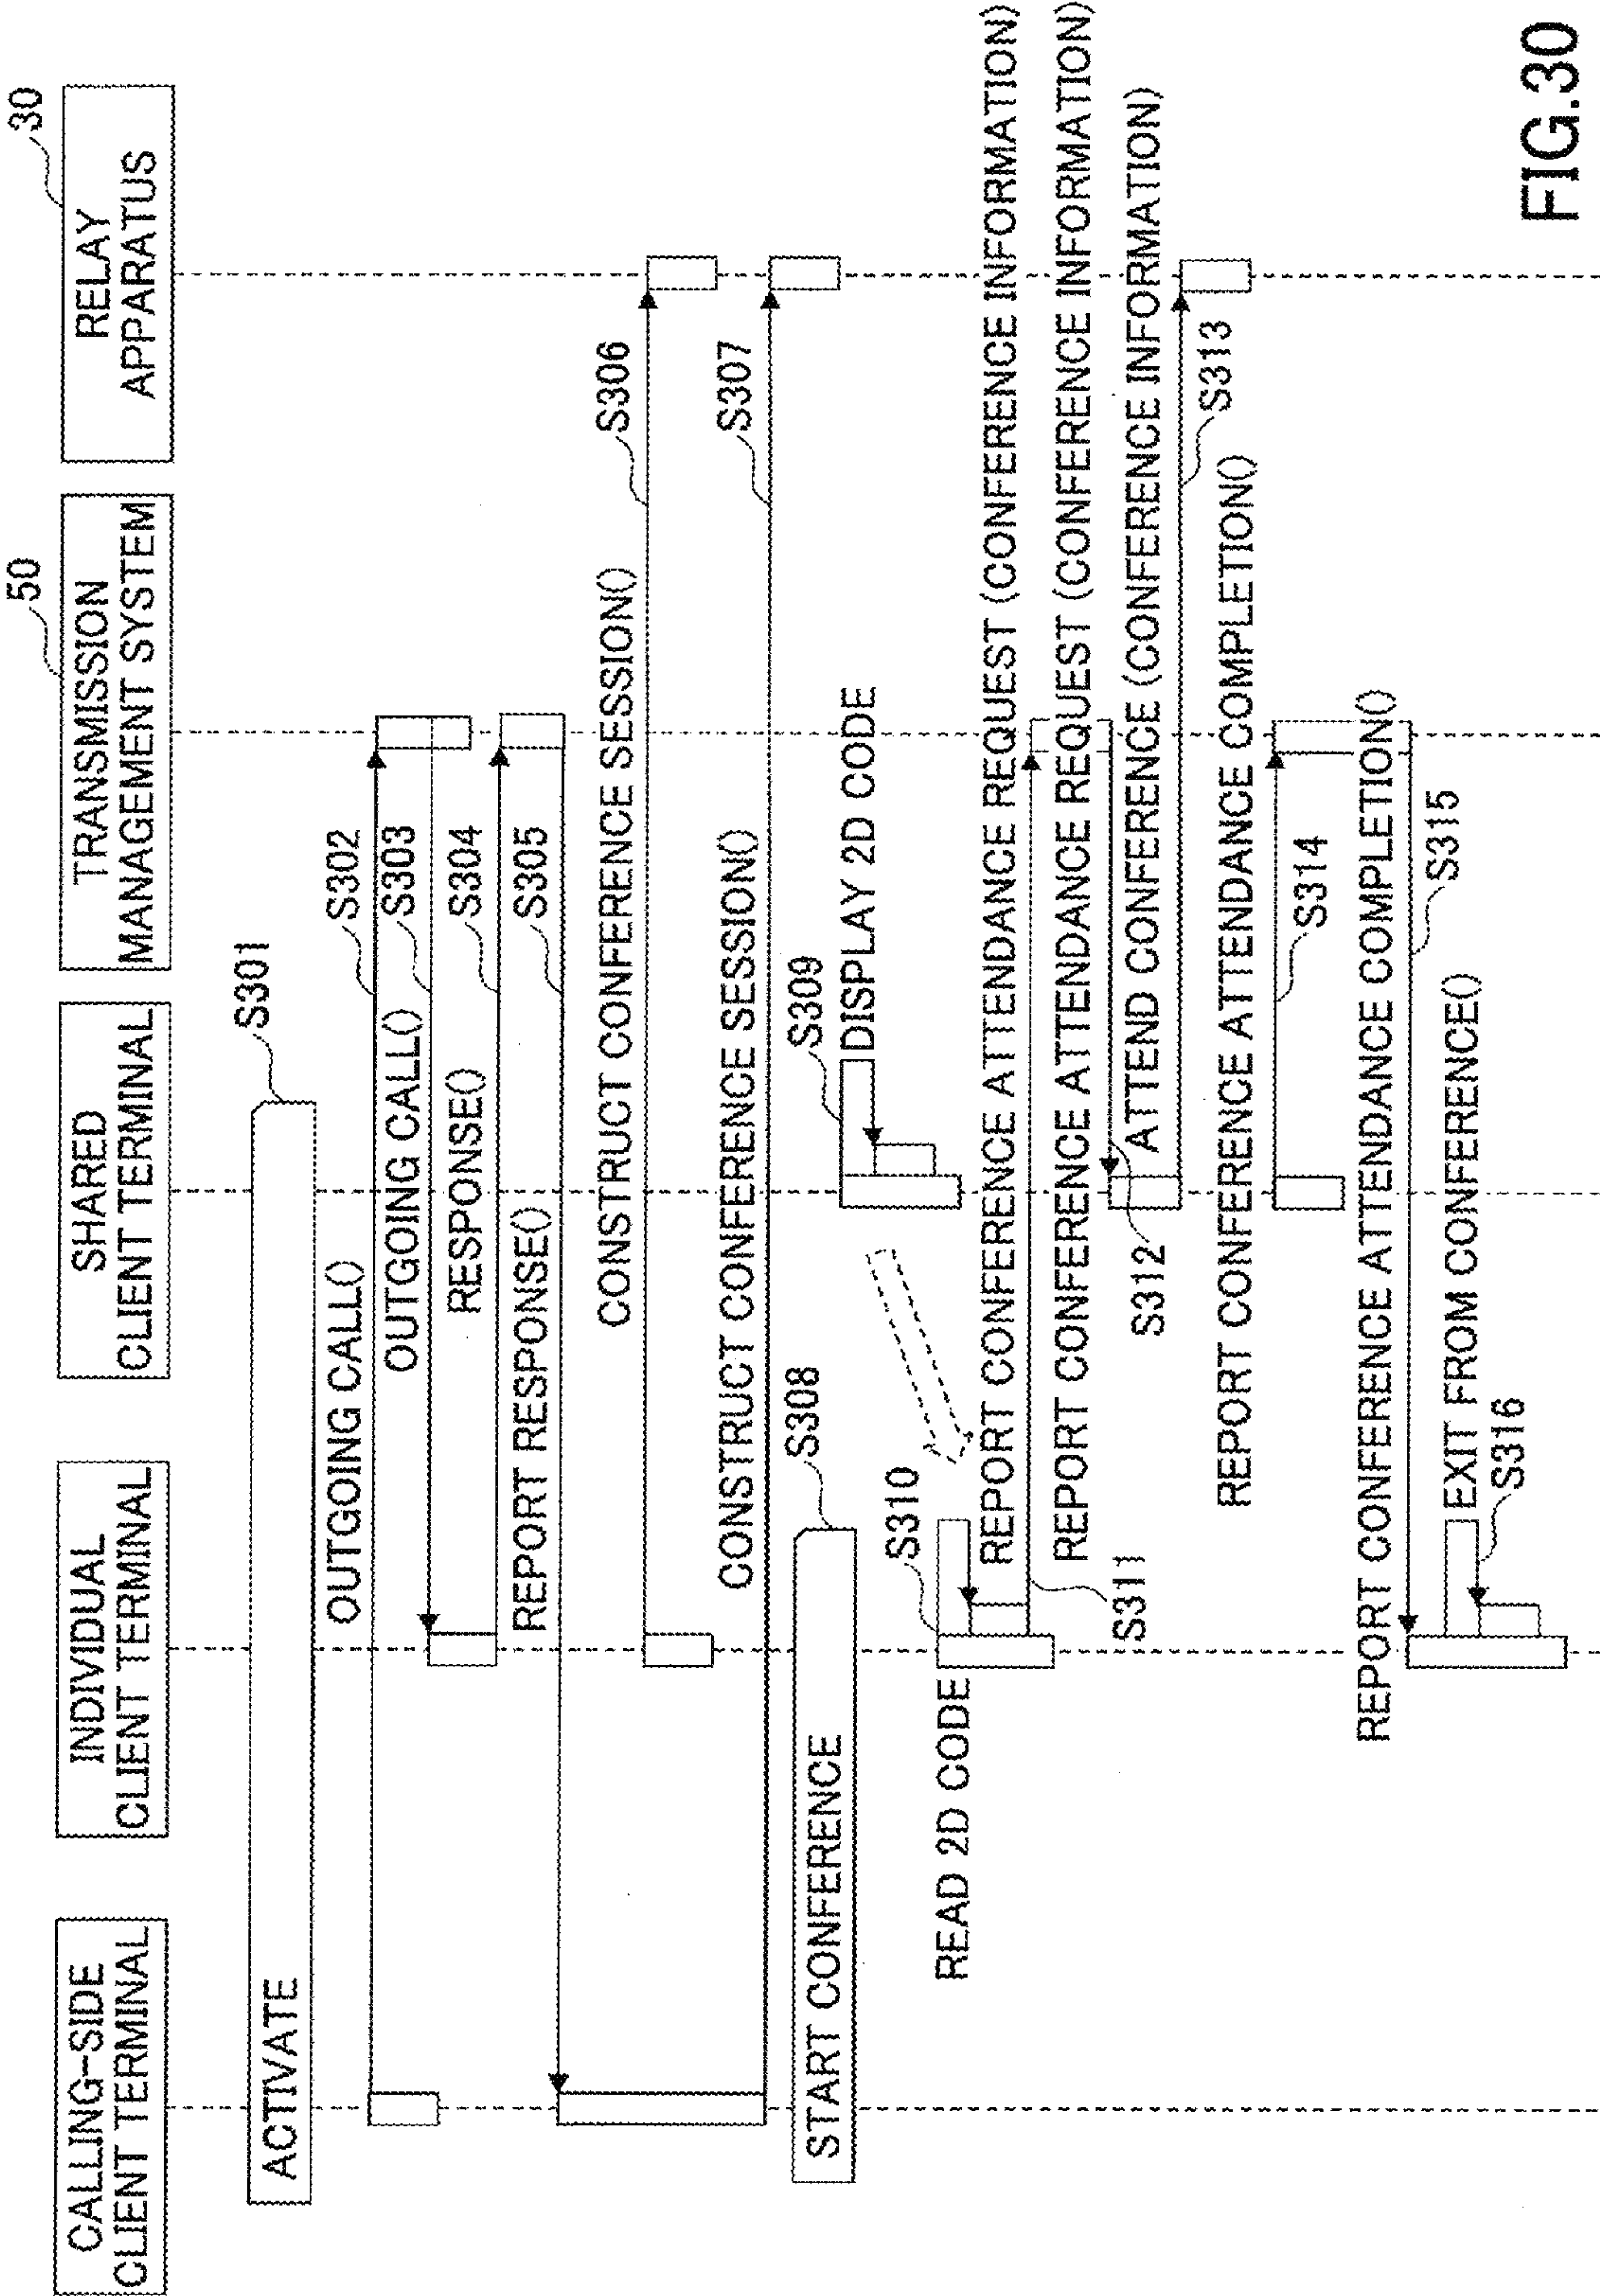 CALLING-SIDE
CLIENT TERMINAL
INDIVIDUAL
CLIENT TERMINAL
SHARED
CLIENT TERMINAL
50
TRANSMISSION
MANAGEMENT SYSTEM
30
RELAY
APPARATUS
ACTIVATE
S301
OUTGOING CALL()
S302
OUTGOING CALL()
S303
RESPONSE()
S304
REPORT RESPONSE()
S305
CONSTRUCT CONFERENCE SESSION()
S306
CONSTRUCT CONFERENCE SESSION()
S307
START CONFERENCE
S308
S309
DISPLAY 2D CODE
READ 2D CODE
S310
REPORT CONFERENCE ATTENDANCE REQUEST (CONFERENCE INFORMATION)
S311
REPORT CONFERENCE ATTENDANCE REQUEST (CONFERENCE INFORMATION)
S312
ATTEND CONFERENCE (CONFERENCE INFORMATION)
S313
REPORT CONFERENCE ATTENDANCE COMPLETION()
S314
REPORT CONFERENCE ATTENDANCE COMPLETION()
S315
EXIT FROM CONFERENCE()
S316
FIG.30